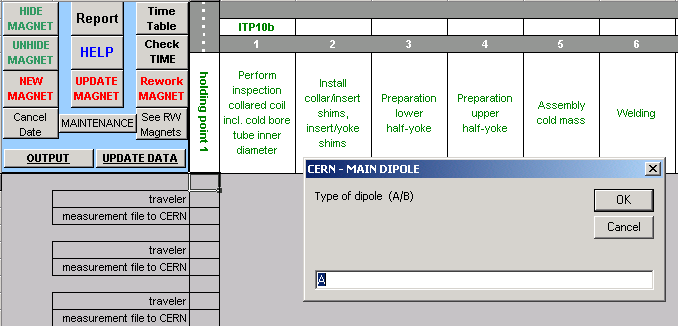 HIDE
MAGNET
Report
Time
Table
UNHIDE
MAGNET
HELP
Check
TIME
NEW
MAGNET
UPDATE
MAGNET
Rework
MAGNET
Cancel
Date
MAINTENANCE
See RW
Magnets
OUTPUT
UPDATE DATA
holding point 1
ITP10b
1
2
3
4
5
6
Perform
inspection
collared coil
incl. cold bore
tube inner
diameter
Install
collar/insert
shims,
insert/yoke
shims
Preparation
lower
half-yoke
Preparation
upper
half-yoke
Assembly
cold mass
Welding
traveler
measurement file to CERN
traveler
measurement file to CERN
traveler
measurement file to CERN
CERN - MAIN DIPOLE
Type of dipole (A/B)
OK
Cancel
A